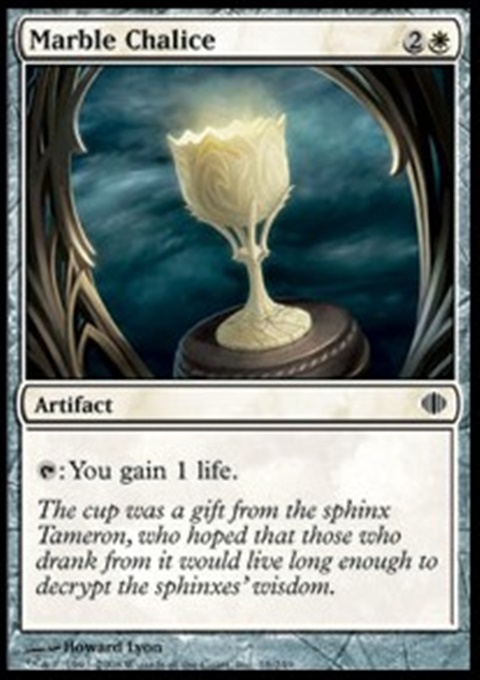 Marble Chalice 2
Artifact
: You gain 1 life.
The cup was a gift from the sphinx
Tameron, who hoped that those who
drank from it would live long enough to
decrypt the sphinxes' wisdom.
Howard Lyon